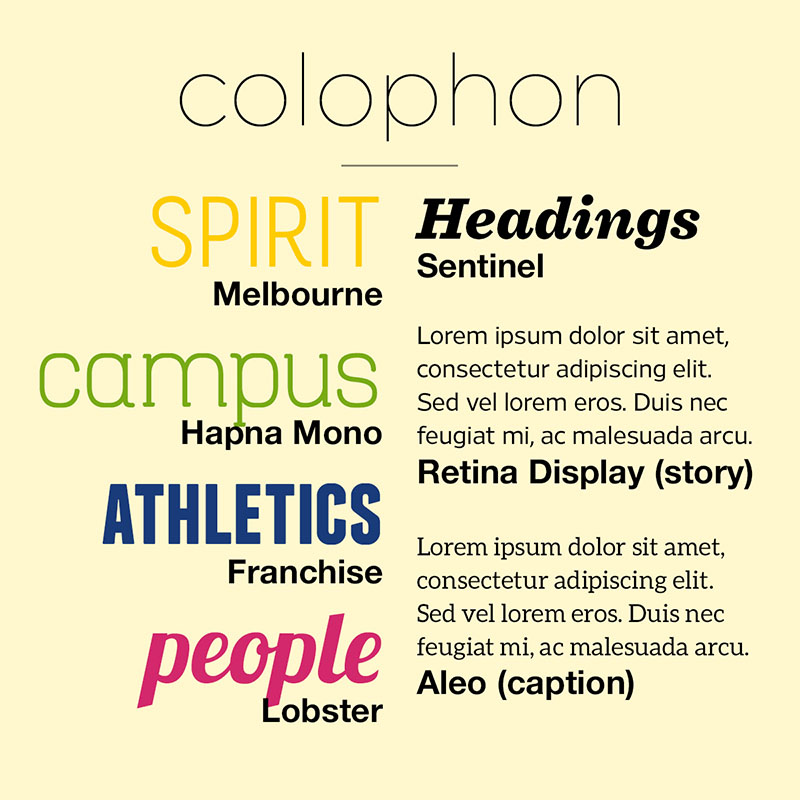 colophon
SPIRIT
Melbourne
campus
Hapna Mono
ATHLETICS
Franchise
people
Lobster
Headings
Sentinel
Lorem ipsum dolor sit amet,
consectetur adipiscing elit.
Sed vel lorem eros. Duis nec
feugiat mi, ac malesuada arcu.
Retina Display (story)
Lorem ipsum dolor sit amet,
consectetur adipiscing elit.
Sed vel lorem eros. Duis nec
feugiat mi, ac malesuada arcu.
Aleo (caption)